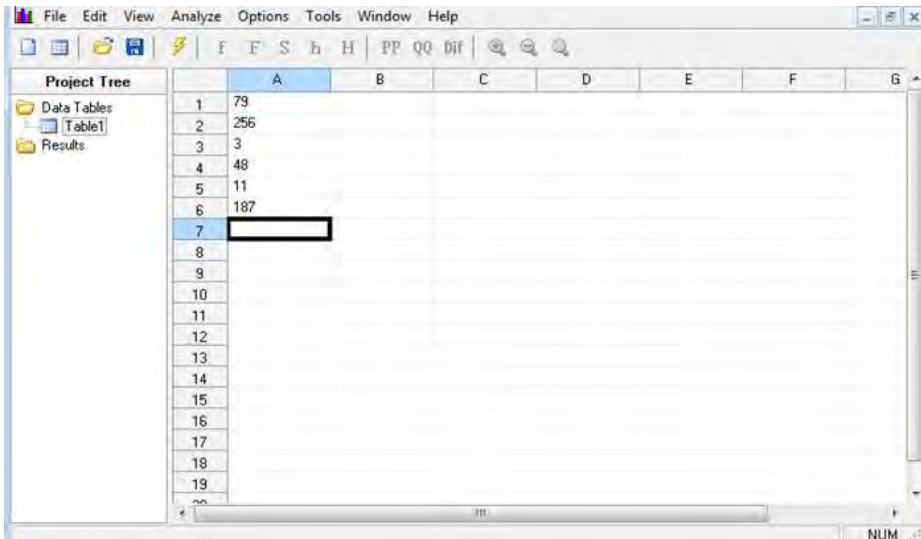 File Edit View Analyze Options Tools Window Help
f F S h H PP QQ Dif
Project Tree A B C D E F G
Data Tables
Table1
Results
1 79
2 256
3 3
4 48
5 11
6 187
7
8
9
10
11
12
13
14
15
16
17
18
19
NUM